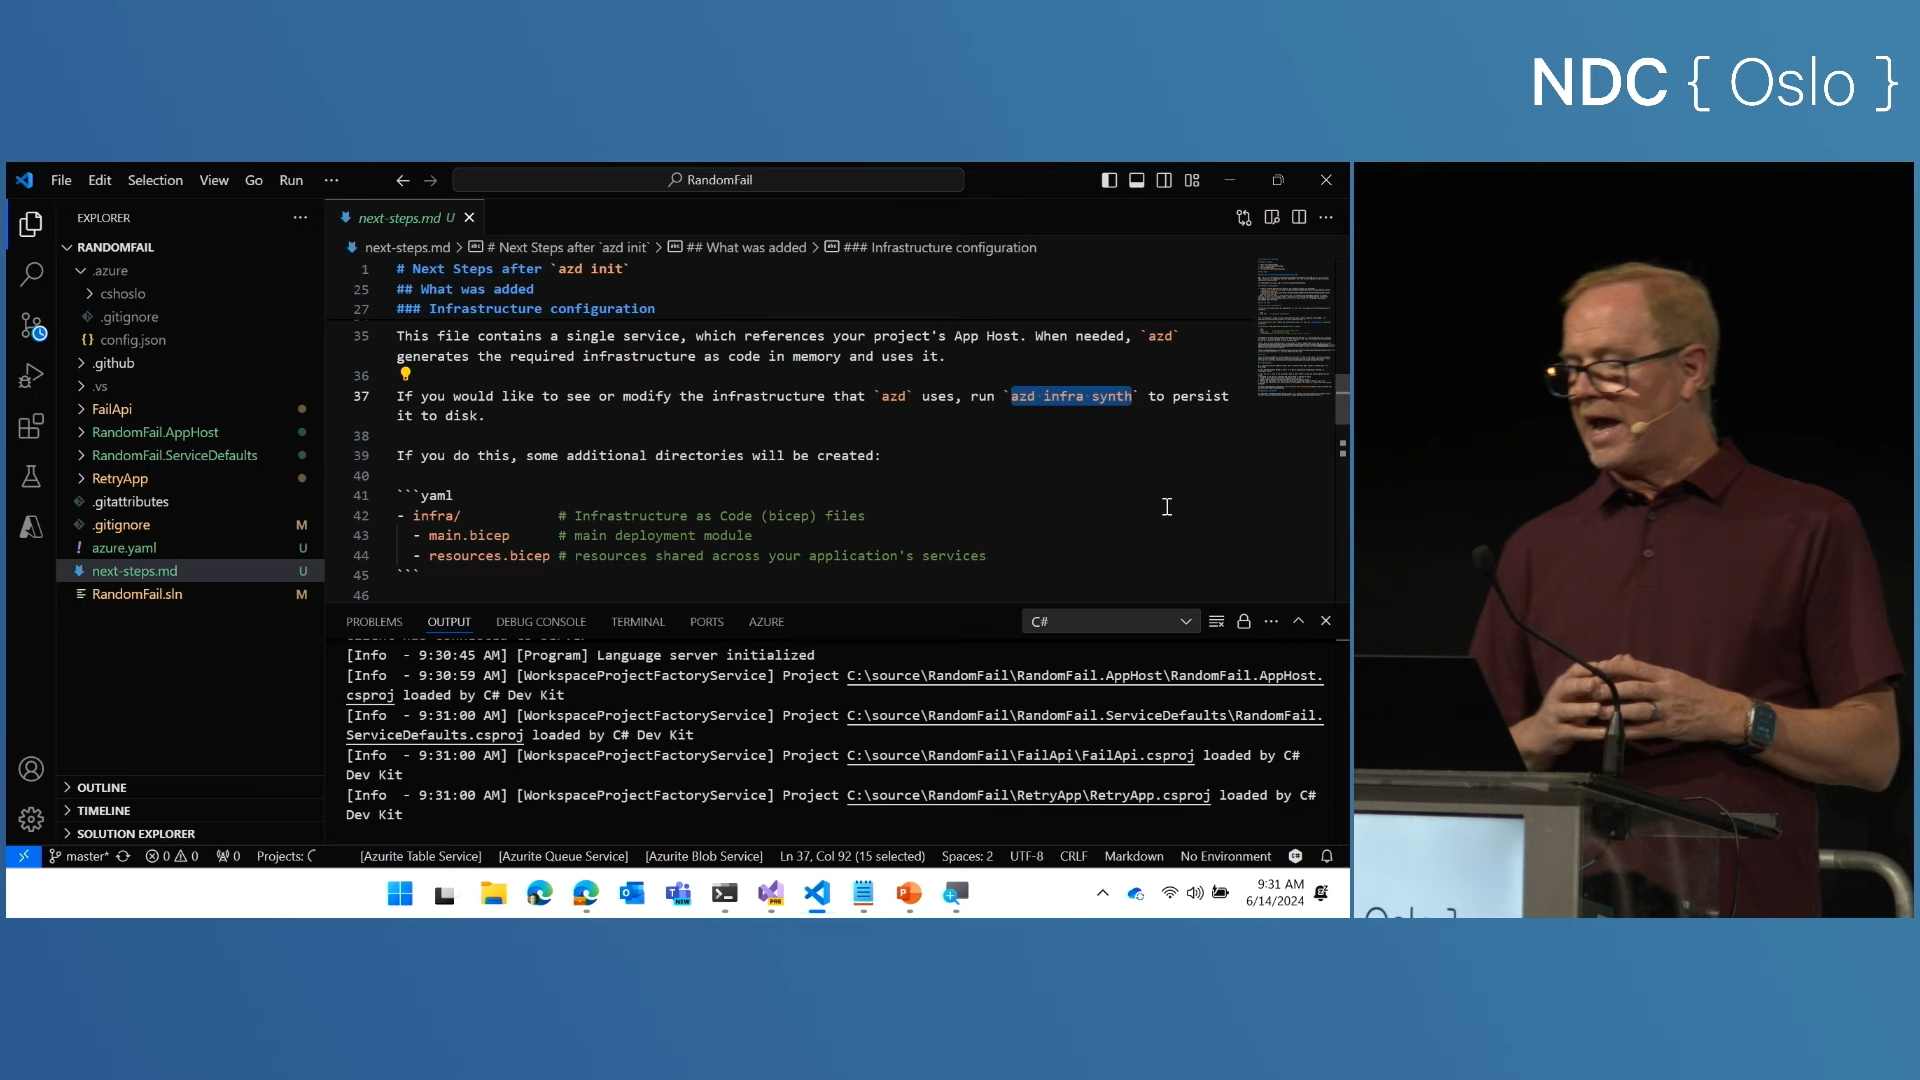 NDC { Oslo }
File Edit Selection View Go Run ··· RandomFail
EXPLORER
RANDOMFAIL
.azure
cshoslo
.gitignore
config.json
.github
.vs
FailApi
RandomFail.AppHost
RandomFail.ServiceDefaults
RetryApp
.gitattributes
.gitignore M
azure.yaml U
next-steps.md U
RandomFail.sln M
OUTLINE
TIMELINE
SOLUTION EXPLORER
next-steps.md U
next-steps.md > # Next Steps after `azd init` > ## What was added > ### Infrastructure configuration
1 # Next Steps after `azd init`
25 ## What was added
27 ### Infrastructure configuration
35 This file contains a single service, which references your project's App Host. When needed, `azd`
generates the required infrastructure as code in memory and uses it.
36
37 If you would like to see or modify the infrastructure that `azd` uses, run `azd infra synth` to persist
it to disk.
38
39 If you do this, some additional directories will be created:
40
41 ```yaml
42 - infra/ # Infrastructure as Code (bicep) files
43 - main.bicep # main deployment module
44 - resources.bicep # resources shared across your application's services
45 ```
46
PROBLEMS OUTPUT DEBUG CONSOLE TERMINAL PORTS AZURE C#
[Info - 9:30:45 AM] [Program] Language server initialized
[Info - 9:30:59 AM] [WorkspaceProjectFactoryService] Project C:\source\RandomFail\RandomFail.AppHost\RandomFail.AppHost.
csproj loaded by C# Dev Kit
[Info - 9:31:00 AM] [WorkspaceProjectFactoryService] Project C:\source\RandomFail\RandomFail.ServiceDefaults\RandomFail.
ServiceDefaults.csproj loaded by C# Dev Kit
[Info - 9:31:00 AM] [WorkspaceProjectFactoryService] Project C:\source\RandomFail\FailApi\FailApi.csproj loaded by C#
Dev Kit
[Info - 9:31:00 AM] [WorkspaceProjectFactoryService] Project C:\source\RandomFail\RetryApp\RetryApp.csproj loaded by C#
Dev Kit
master* 0 0 0 Projects: [Azurite Table Service] [Azurite Queue Service] [Azurite Blob Service] Ln 37, Col 92 (15 selected) Spaces: 2 UTF-8 CRLF Markdown No Environment
9:31 AM
6/14/2024